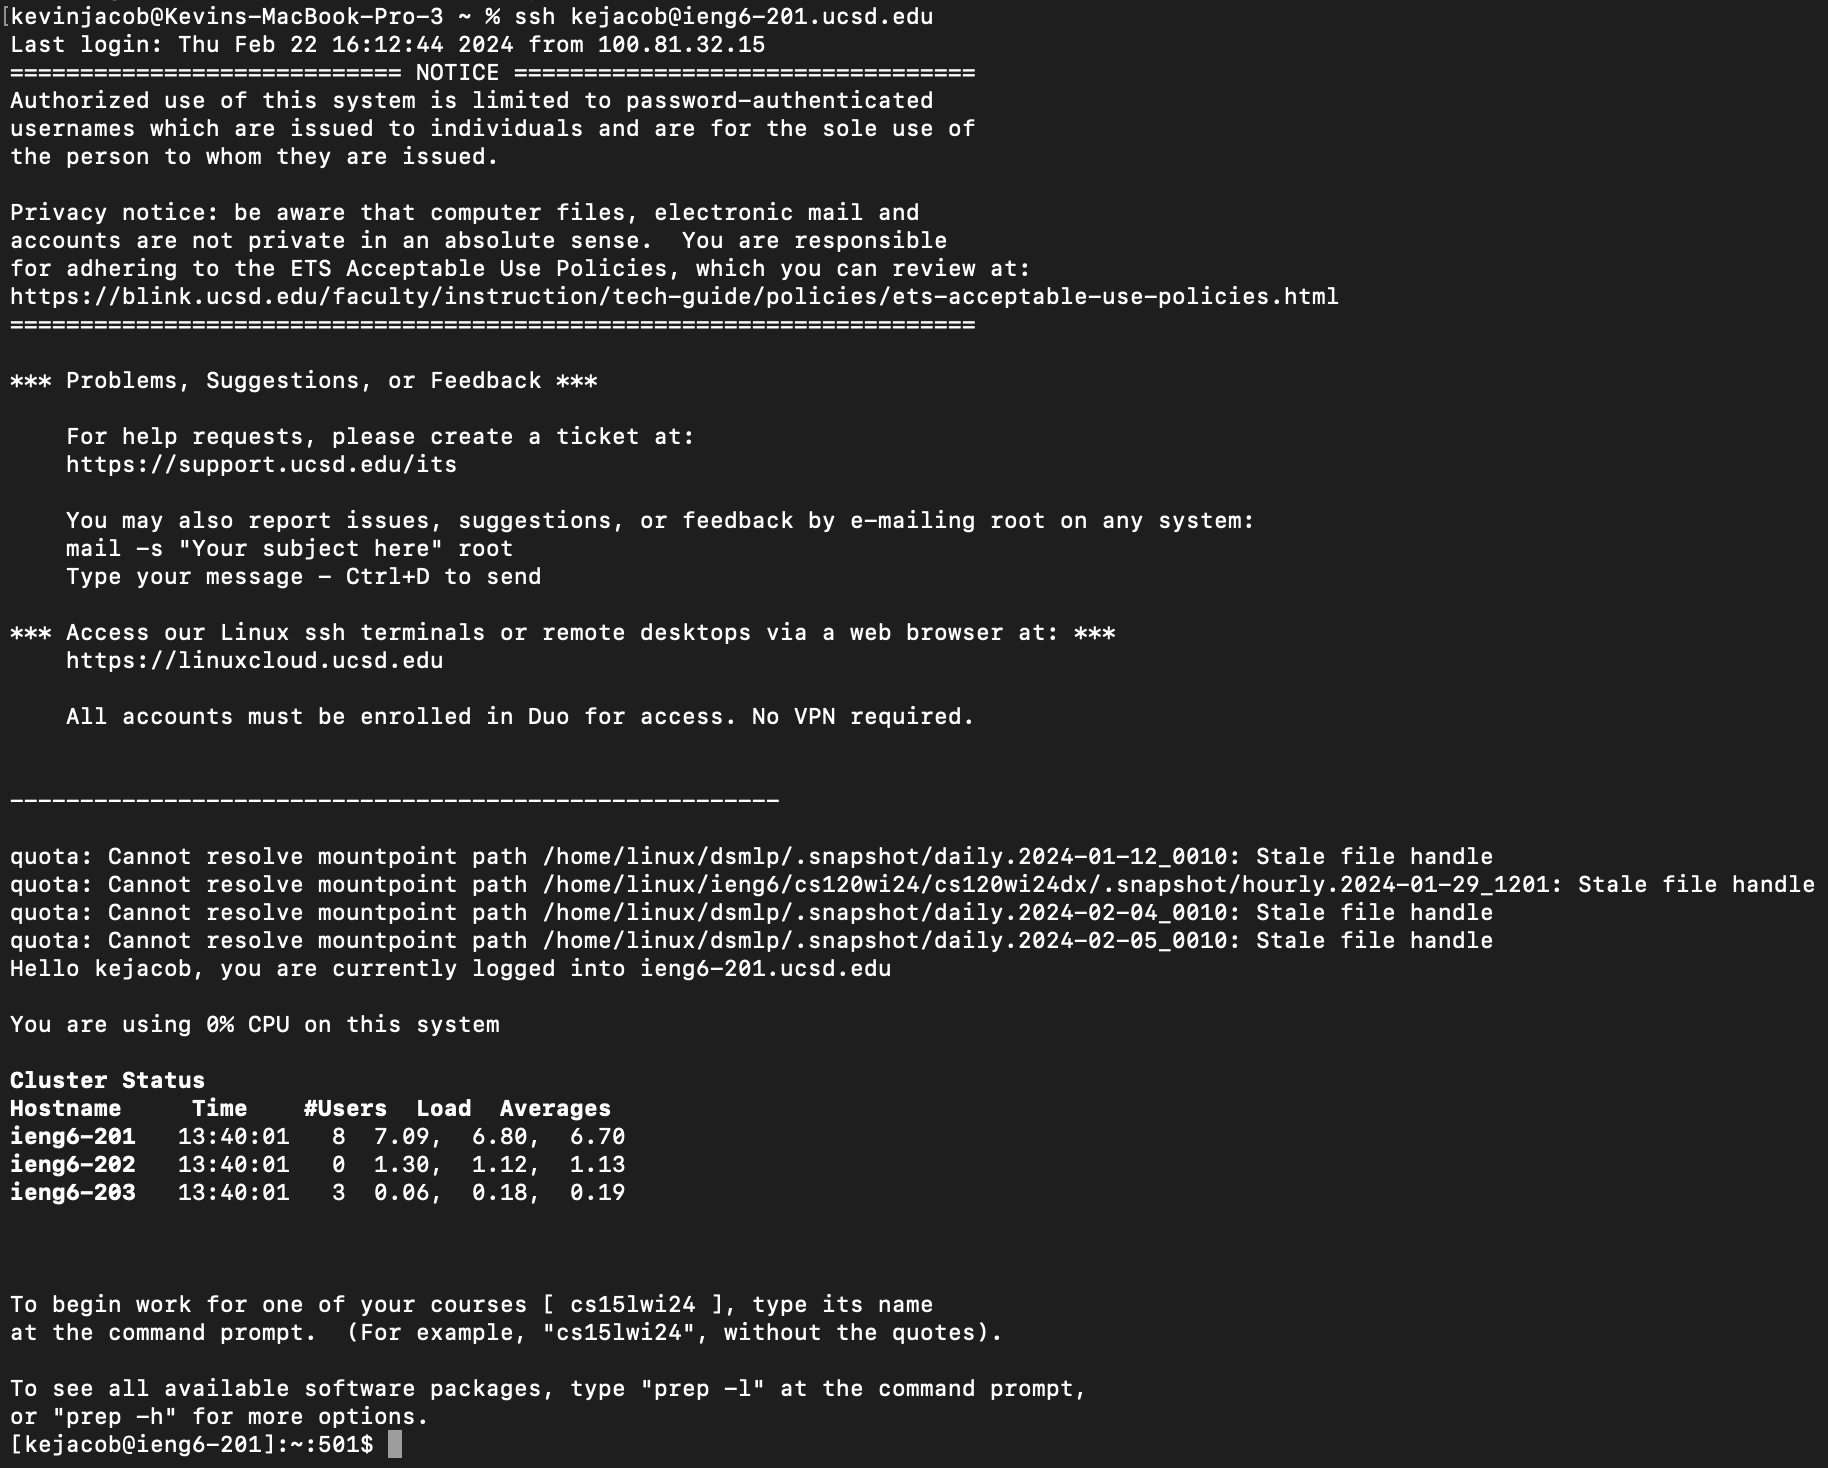 [kevinjacob@Kevins-MacBook-Pro-3 ~ % ssh kejacob@ieng6-201.ucsd.edu
Last login: Thu Feb 22 16:12:44 2024 from 100.81.32.15
============================ NOTICE =================================
Authorized use of this system is limited to password-authenticated
usernames which are issued to individuals and are for the sole use of
the person to whom they are issued.

Privacy notice: be aware that computer files, electronic mail and
accounts are not private in an absolute sense.  You are responsible
for adhering to the ETS Acceptable Use Policies, which you can review at:
https://blink.ucsd.edu/faculty/instruction/tech-guide/policies/ets-acceptable-use-policies.html
=====================================================================

*** Problems, Suggestions, or Feedback ***

    For help requests, please create a ticket at:
    https://support.ucsd.edu/its

    You may also report issues, suggestions, or feedback by e-mailing root on any system:
    mail -s "Your subject here" root
    Type your message - Ctrl+D to send

*** Access our Linux ssh terminals or remote desktops via a web browser at: ***
    https://linuxcloud.ucsd.edu

    All accounts must be enrolled in Duo for access. No VPN required.

-------------------------------------------------------

quota: Cannot resolve mountpoint path /home/linux/dsmlp/.snapshot/daily.2024-01-12_0010: Stale file handle
quota: Cannot resolve mountpoint path /home/linux/ieng6/cs120wi24/cs120wi24dx/.snapshot/hourly.2024-01-29_1201: Stale file handle
quota: Cannot resolve mountpoint path /home/linux/dsmlp/.snapshot/daily.2024-02-04_0010: Stale file handle
quota: Cannot resolve mountpoint path /home/linux/dsmlp/.snapshot/daily.2024-02-05_0010: Stale file handle
Hello kejacob, you are currently logged into ieng6-201.ucsd.edu

You are using 0% CPU on this system

Cluster Status
Hostname     Time    #Users  Load  Averages
ieng6-201   13:40:01   8  7.09,  6.80,  6.70
ieng6-202   13:40:01   0  1.30,  1.12,  1.13
ieng6-203   13:40:01   3  0.06,  0.18,  0.19

To begin work for one of your courses [ cs15lwi24 ], type its name
at the command prompt.  (For example, "cs15lwi24", without the quotes).

To see all available software packages, type "prep -l" at the command prompt,
or "prep -h" for more options.
[kejacob@ieng6-201]:~:501$